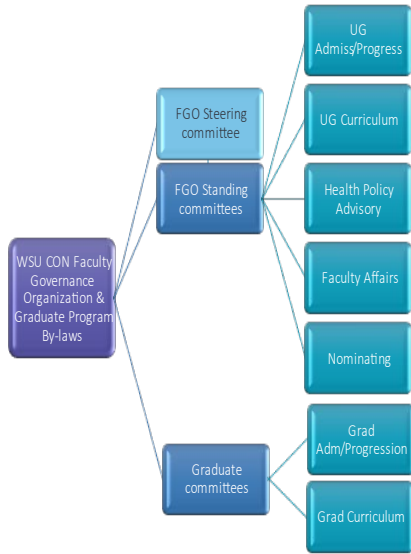 UG
Admiss/Progress
FGO Steering
committee
UG Curriculum
FGO Standing
committees
Health Policy
Advisory
WSU CON Faculty
Governance
Organization &
Graduate Program
By-laws
Faculty Affairs
Nominating
Grad
Adm/Progression
Graduate
committees
Grad Curriculum